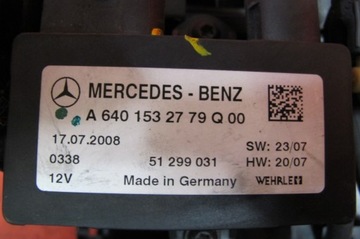 MERCEDES - BENZ
A 640 153 27 79 Q 00
17.07.2008 SW: 23/07
0338 51 299 031 HW: 20/07
12V Made in Germany WEHRLE